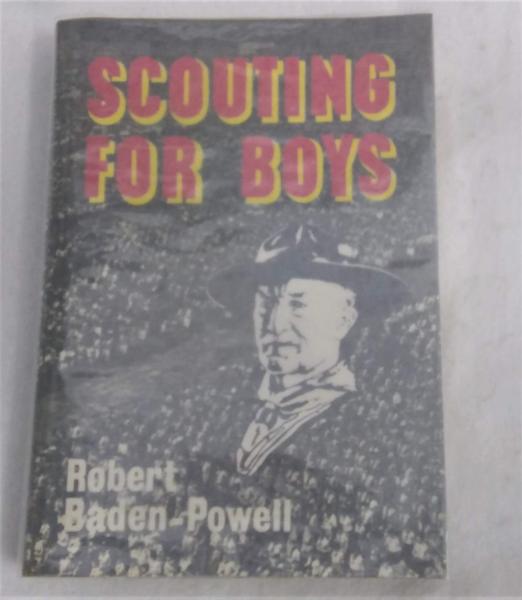 SCOUTING
FOR BOYS
Robert
Baden-Powell